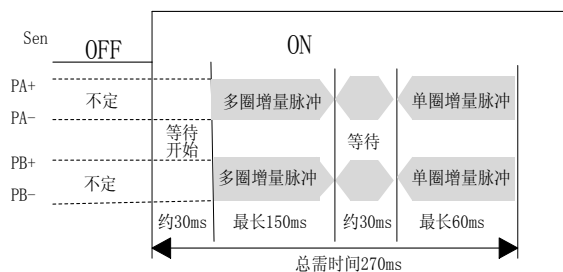 Sen
OFF
ON
PA+
PA-
不定
多圈增量脉冲
单圈增量脉冲
等待
开始
等待
PB+
PB-
不定
多圈增量脉冲
单圈增量脉冲
约30ms
最长150ms
约30ms
最长60ms
总需时间270ms